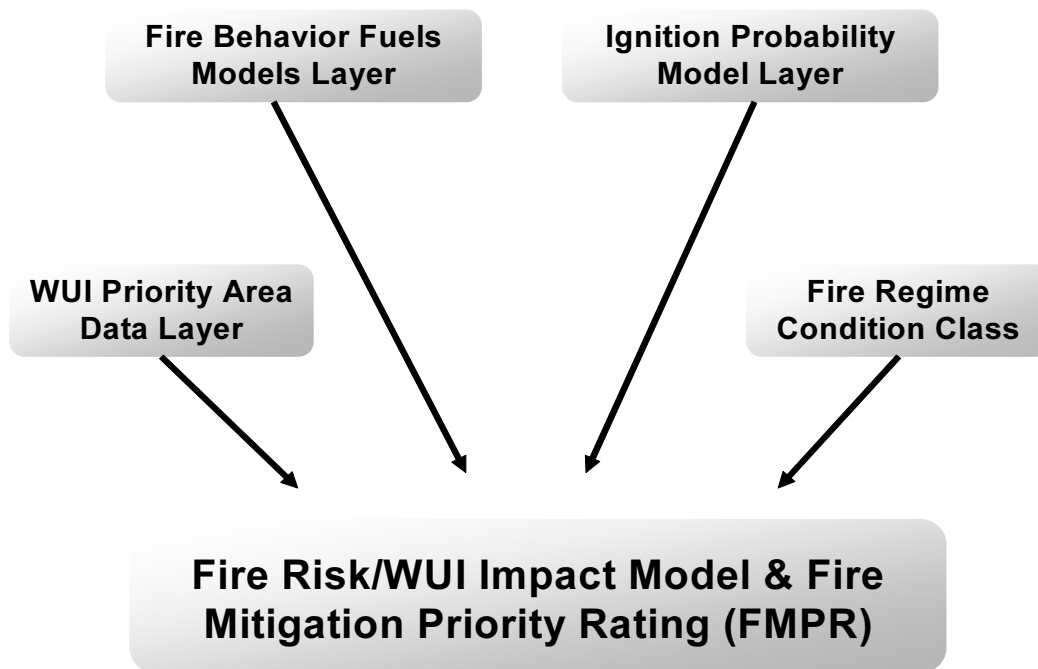 Fire Behavior Fuels
Models Layer
Ignition Probability
Model Layer
WUI Priority Area
Data Layer
Fire Regime
Condition Class
Fire Risk/WUI Impact Model & Fire
Mitigation Priority Rating (FMPR)